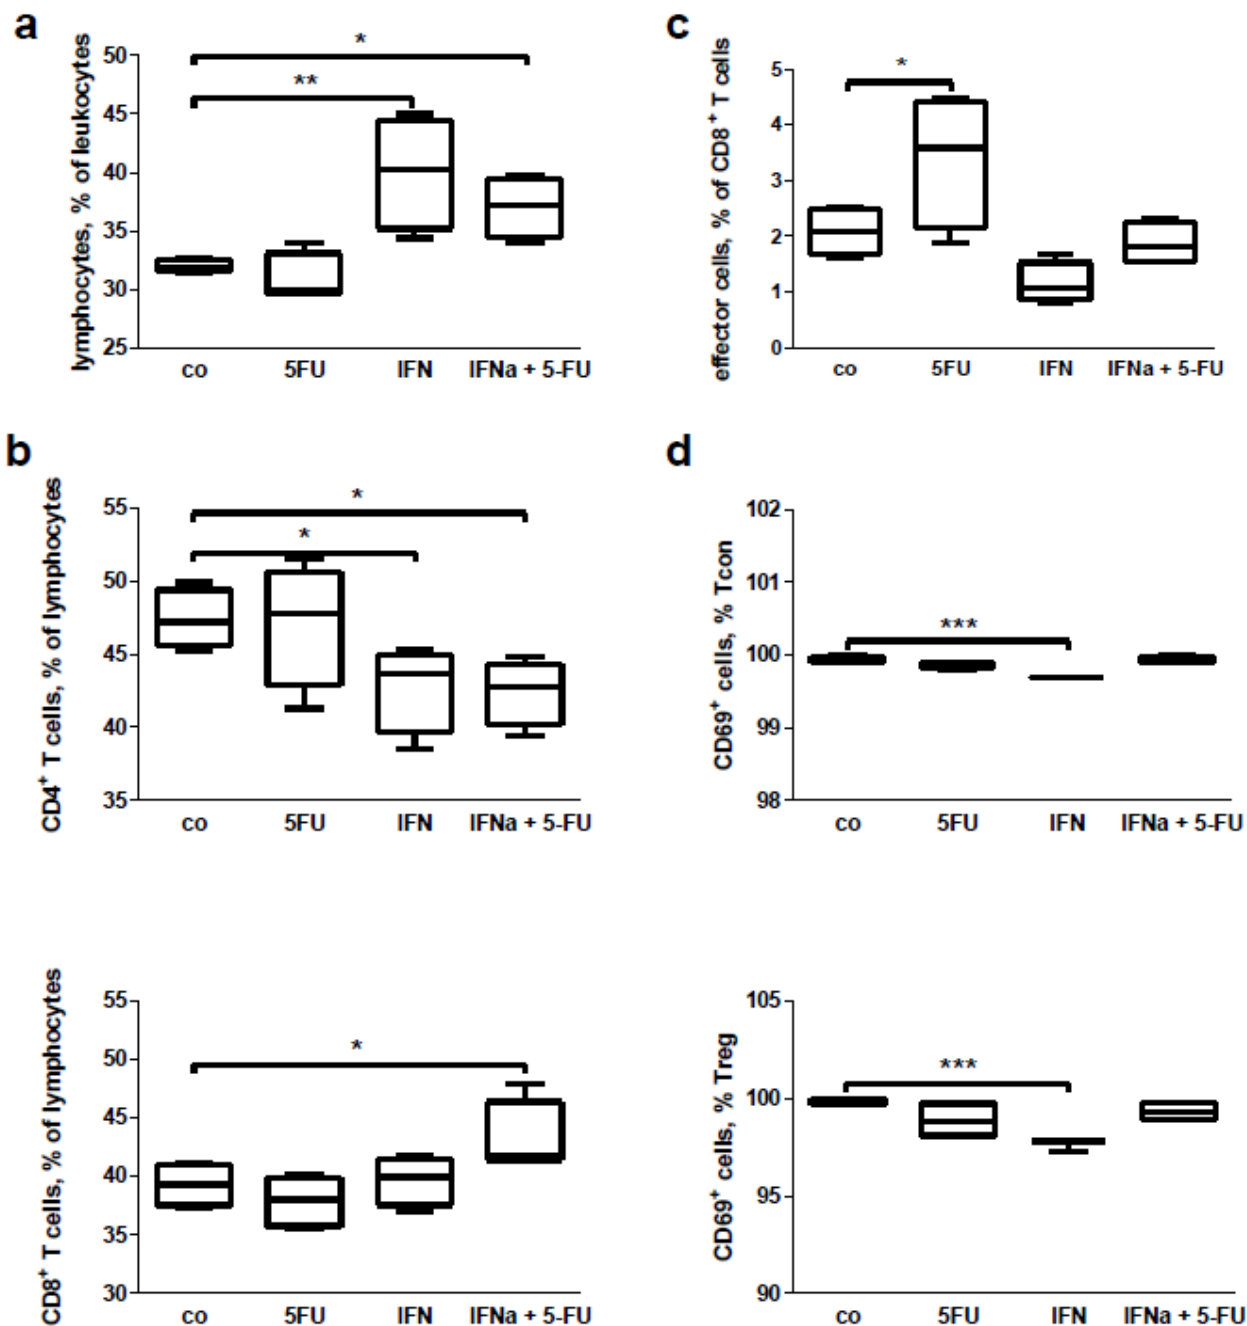 a
lymphocytes, % of leukocytes
50
45
40
35
30
25
*
**
co 5FU IFN IFNa + 5-FU
c
effector cells, % of CD8⁺ T cells
5
4
3
2
1
0
*
co 5FU IFN IFNa + 5-FU
b
CD4⁺ T cells, % of lymphocytes
55
50
45
40
35
*
*
co 5FU IFN IFNa + 5-FU
d
CD69⁺ cells, % Tcon
102
101
100
99
98
***
co 5FU IFN IFNa + 5-FU
CD8⁺ T cells, % of lymphocytes
55
50
45
40
35
30
*
co 5FU IFN IFNa + 5-FU
CD69⁺ cells, % Treg
105
100
95
90
***
co 5FU IFN IFNa + 5-FU